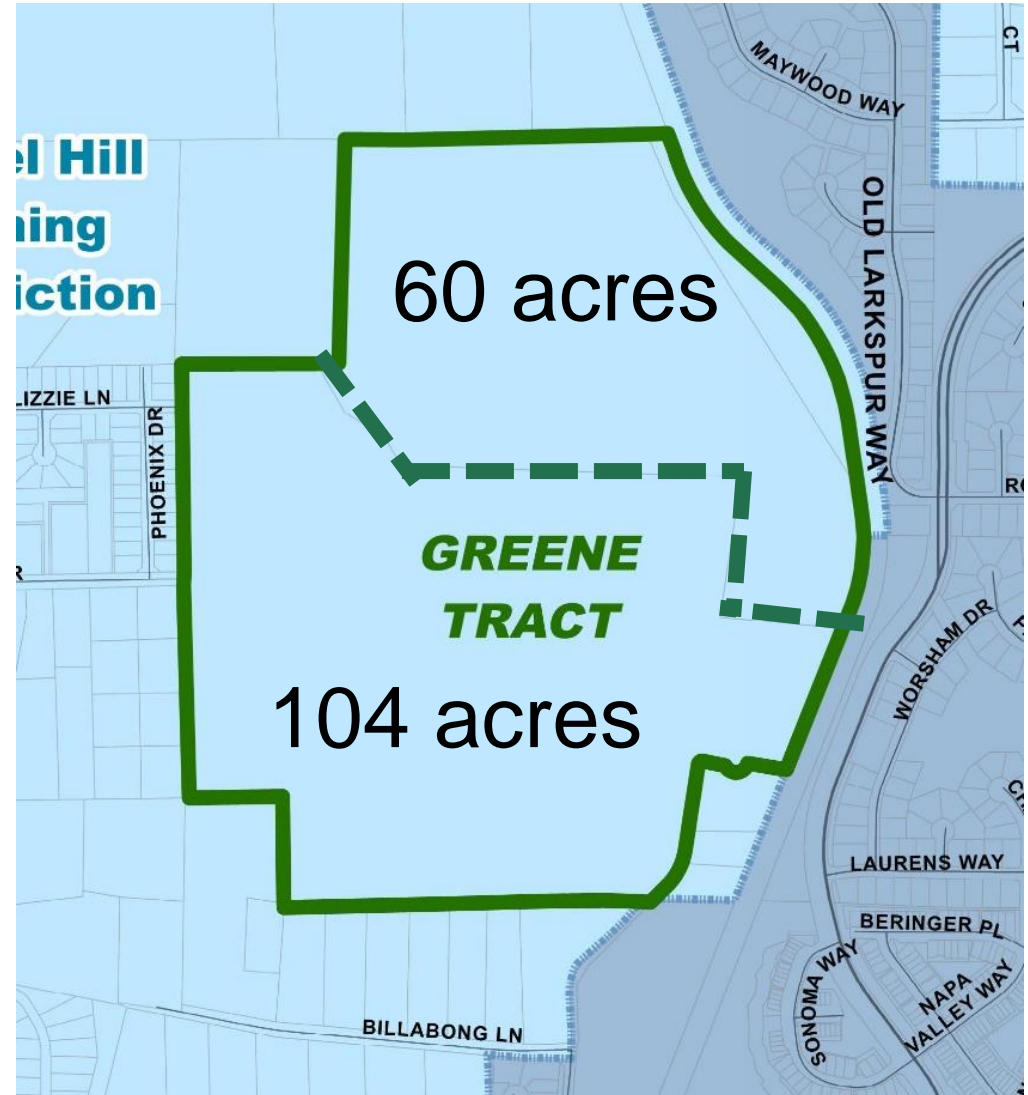 CT
MAYWOOD WAY
el Hill
ning
iction
OLD LARKSPUR WAY
60 acres
LIZZIE LN
PHOENIX DR
GREENE
TRACT
104 acres
WORSHAM DR
LAURENS WAY
BERINGER PL
SONOMA WAY
NAPA
VALLEY WAY
BILLABONG LN